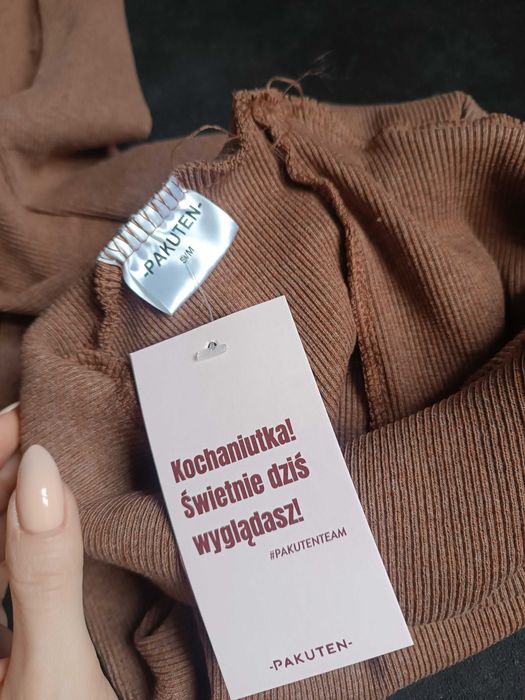 -PAKUTEN-
S/M
Kochaniutka!
Świetnie dziś
wyglądasz!
#PAKUTENTEAM
-PAKUTEN-